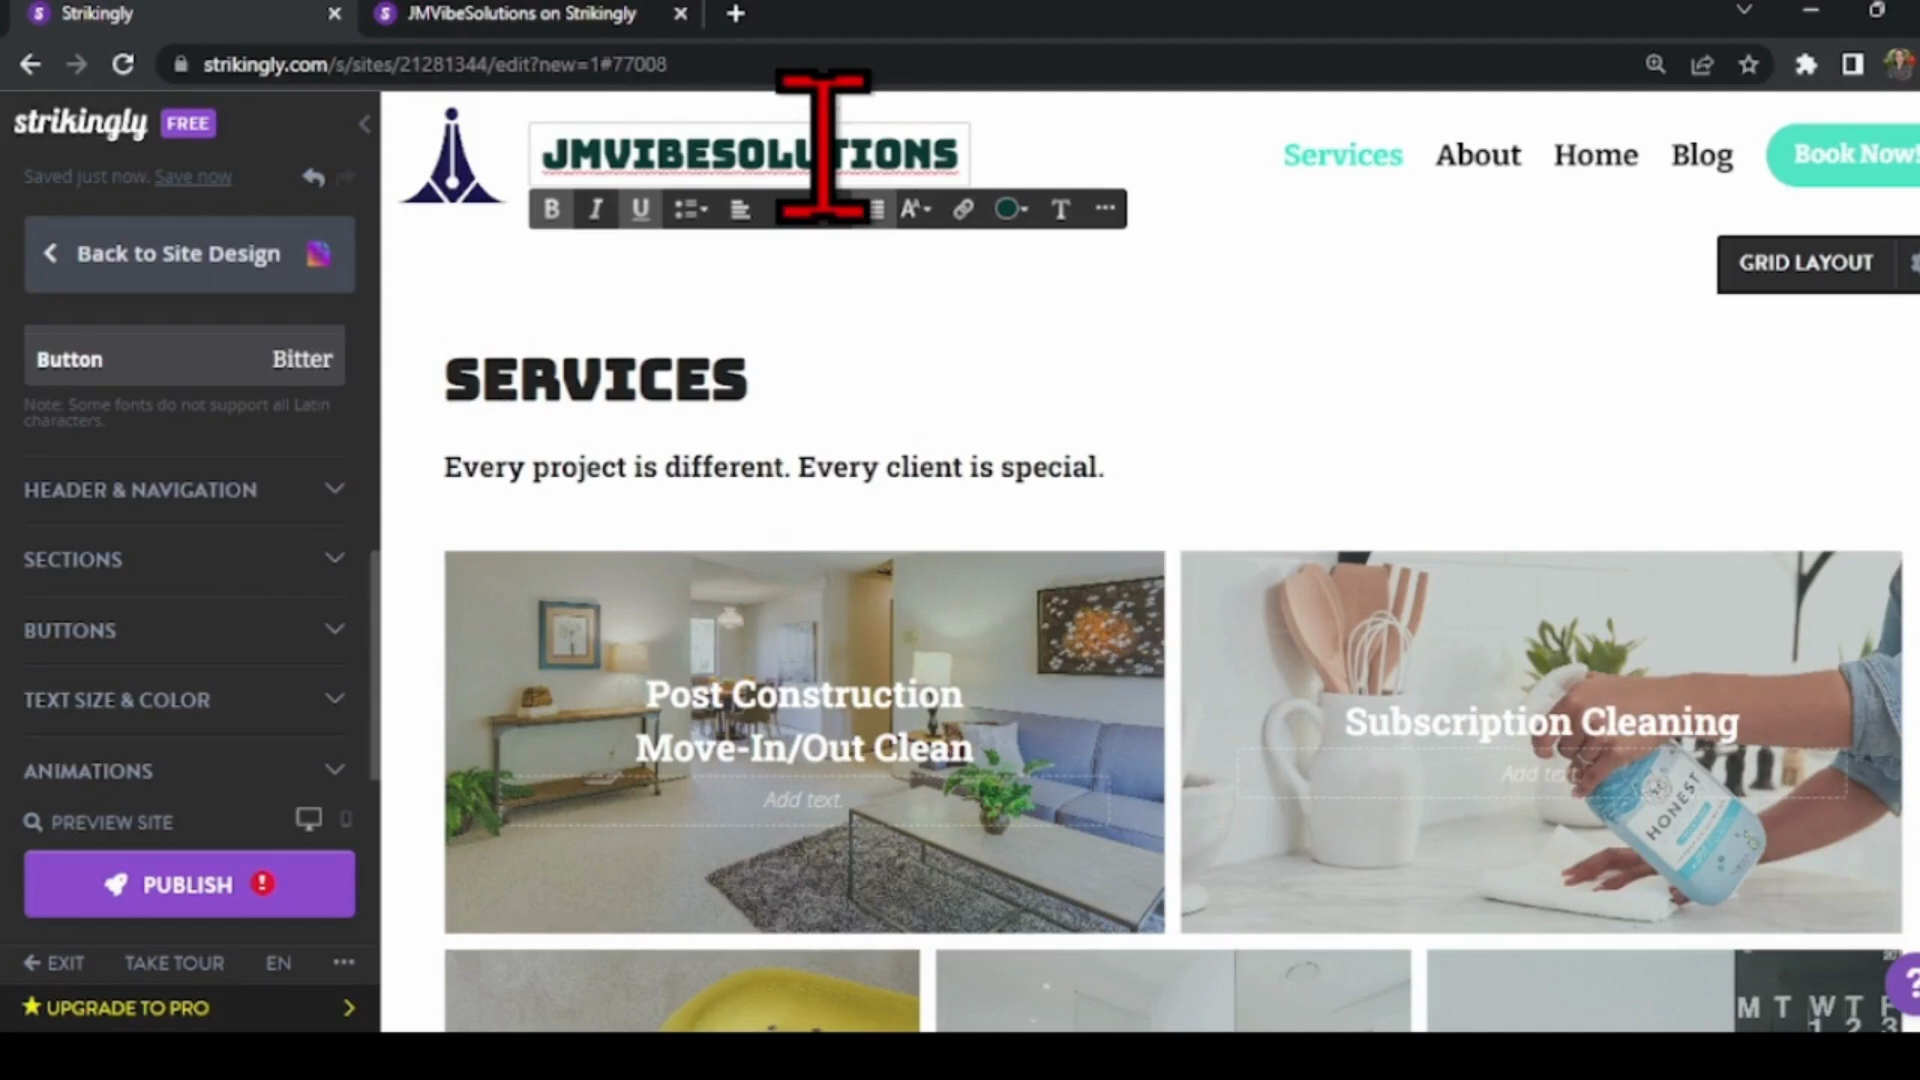 Strikingly
JMVibeSolutions on Strikingly
strikingly.com/s/sites/21281344/edit?new=1#77008
strikingly FREE
Saved just now. Save now
Back to Site Design
Button Bitter
Note: Some fonts do not support all Latin
characters.
HEADER & NAVIGATION
SECTIONS
BUTTONS
TEXT SIZE & COLOR
ANIMATIONS
PREVIEW SITE
PUBLISH
EXIT TAKE TOUR EN
UPGRADE TO PRO
JMVIBESOLUTIONS
Services About Home Blog Book Now!
B I U
GRID LAYOUT
SERVICES
Every project is different. Every client is special.
Post Construction
Move-In/Out Clean
Add text.
Subscription Cleaning
Add text.
HONEST
M T W T F
1 2 3